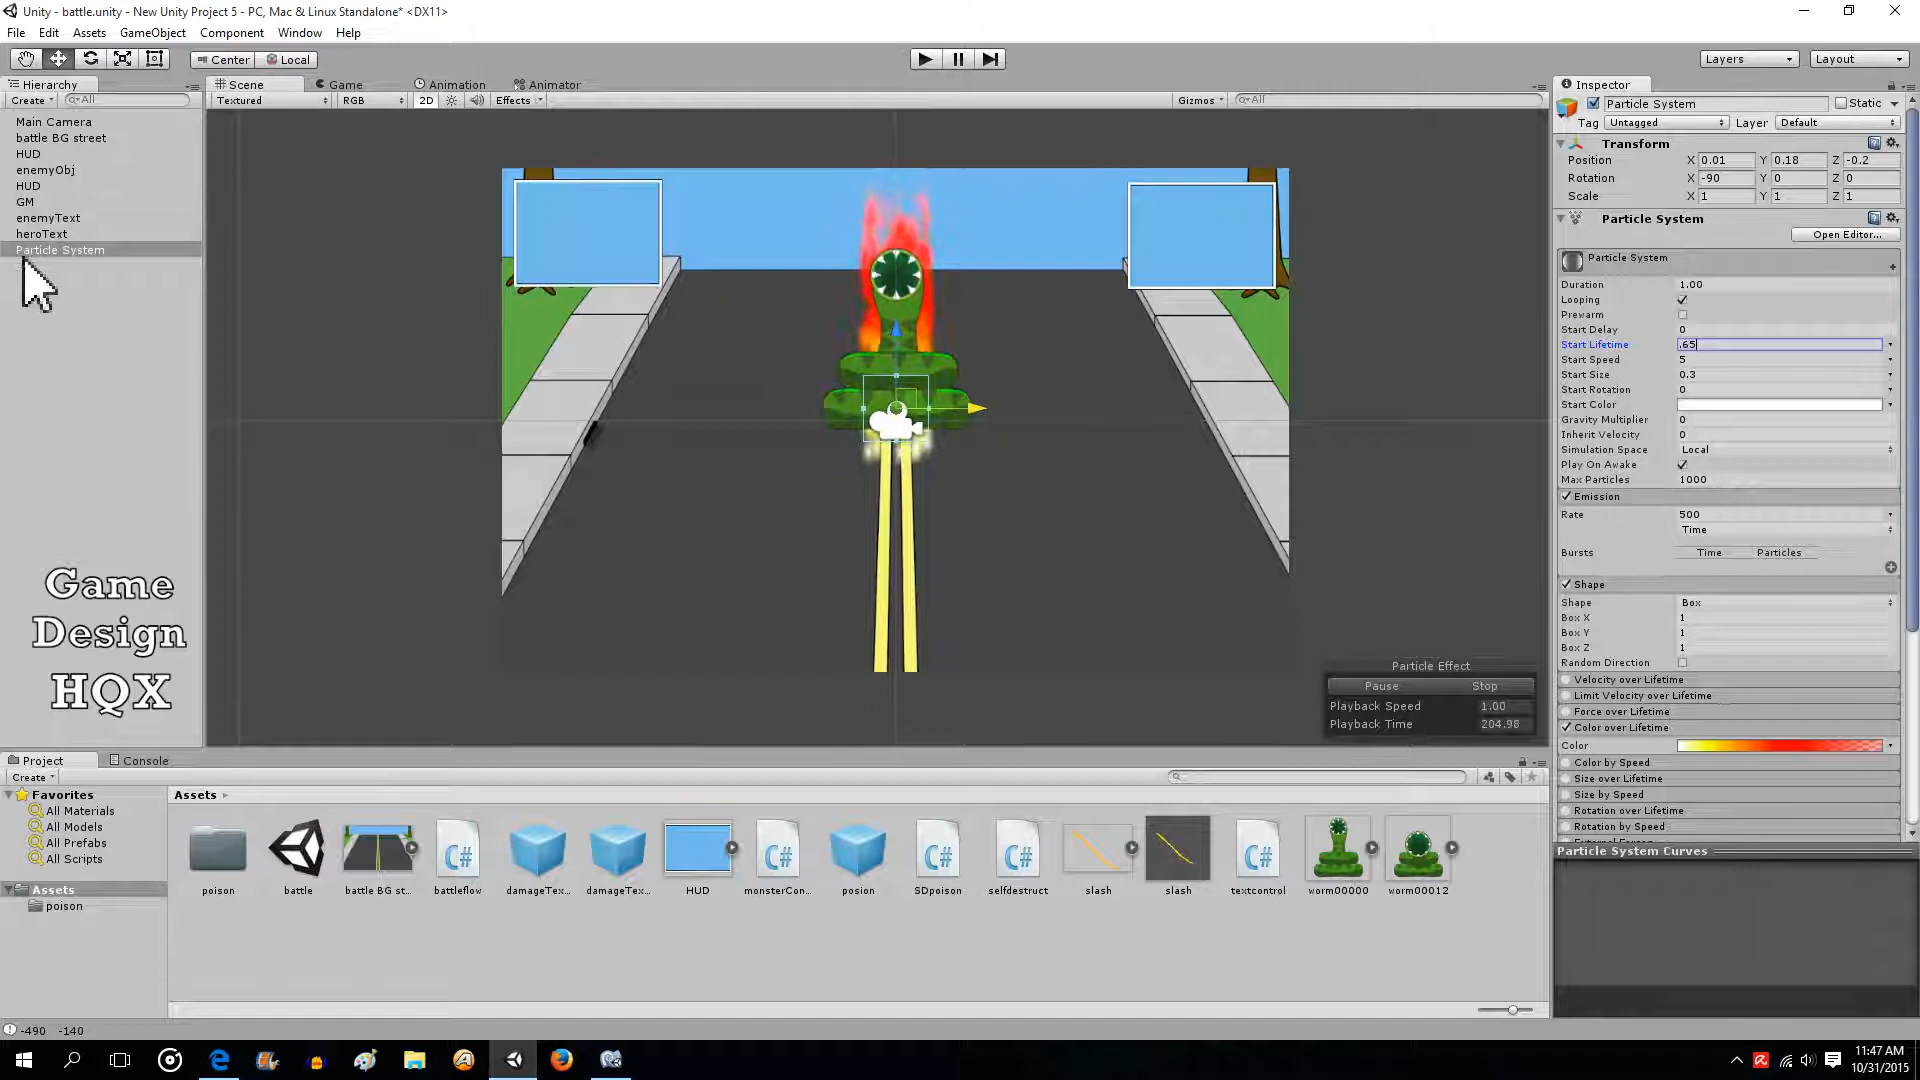 Unity - battle.unity - New Unity Project 5 - PC, Mac & Linux Standalone* <DX11>
File Edit Assets GameObject Component Window Help
Center Local Layers Layout
Hierarchy Scene Game Animation Animator Inspector
Create All Textured RGB 2D Effects Gizmos All
Main Camera
battle BG street
HUD
enemyObj
HUD
GM
enemyText
heroText
Particle System
Game
Design
HQX
Particle Effect
Pause Stop
Playback Speed 1.00
Playback Time 204.98
Particle System Static
Tag Untagged Layer Default
Transform
Position X 0.01 Y 0.18 Z -0.2
Rotation X -90 Y 0 Z 0
Scale X 1 Y 1 Z 1
Particle System
Open Editor...
Particle System
Duration 1.00
Looping
Prewarm
Start Delay 0
Start Lifetime .65
Start Speed 5
Start Size 0.3
Start Rotation 0
Start Color
Gravity Multiplier 0
Inherit Velocity 0
Simulation Space Local
Play On Awake
Max Particles 1000
Emission
Rate 500
Time
Bursts Time Particles
Shape
Shape Box
Box X 1
Box Y 1
Box Z 1
Random Direction
Velocity over Lifetime
Limit Velocity over Lifetime
Force over Lifetime
Color over Lifetime
Color
Color by Speed
Size over Lifetime
Size by Speed
Rotation over Lifetime
Rotation by Speed
Particle System Curves
Project Console
Create
Favorites
All Materials
All Models
All Prefabs
All Scripts
Assets
poison
Assets
poison battle battle BG st... battleflow damageTex... damageTex... HUD monsterCon... posion SDpoison selfdestruct slash slash textcontrol worm00000 worm00012
-490 -140
11:47 AM
10/31/2015